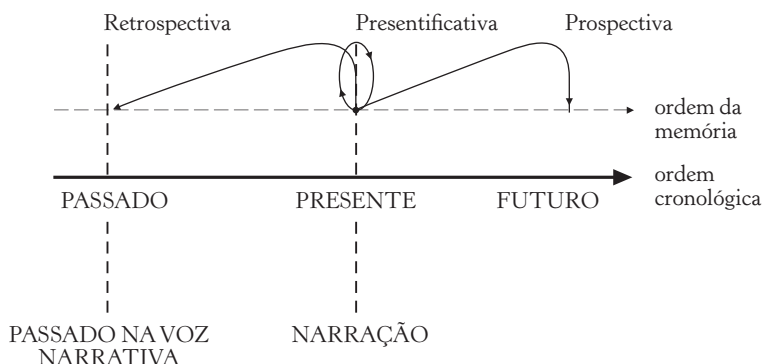 Retrospectiva Presentificativa Prospectiva
ordem da
memória
ordem
cronológica
PASSADO PRESENTE FUTURO
PASSADO NA VOZ
NARRATIVA
NARRAÇÃO